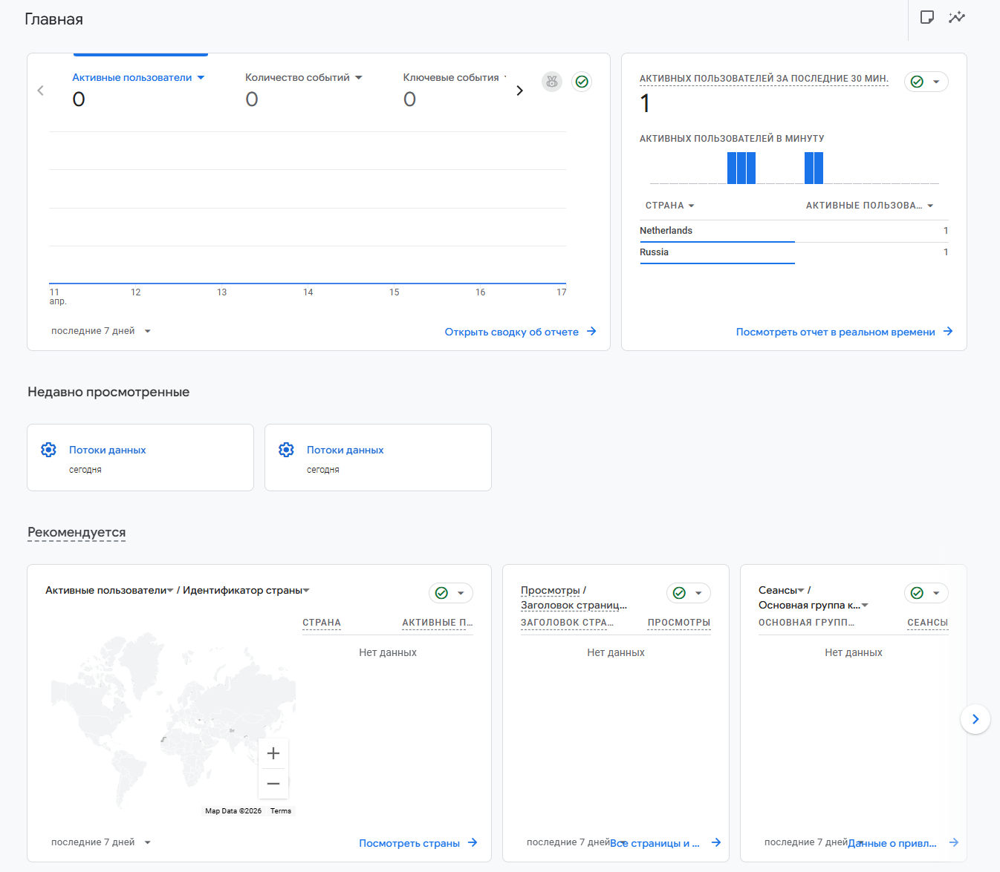 Главная
Активные пользователи
0
Количество событий
0
Ключевые события
0
11
апр.
12
13
14
15
16
17
последние 7 дней
Открыть сводку об отчете
АКТИВНЫХ ПОЛЬЗОВАТЕЛЕЙ ЗА ПОСЛЕДНИЕ 30 МИН.
1
АКТИВНЫХ ПОЛЬЗОВАТЕЛЕЙ В МИНУТУ
СТРАНА
АКТИВНЫЕ ПОЛЬЗОВА...
Netherlands 1
Russia 1
Посмотреть отчет в реальном времени
Недавно просмотренные
Потоки данных
сегодня
Потоки данных
сегодня
Рекомендуется
Активные пользователи / Идентификатор страны
СТРАНА
АКТИВНЫЕ П...
Нет данных
Map Data ©2026 Terms
последние 7 дней
Посмотреть страны
Просмотры /
Заголовок страниц...
ЗАГОЛОВОК СТРА...
ПРОСМОТРЫ
Нет данных
последние 7 дней
Все страницы и ...
Сеансы /
Основная группа к...
ОСНОВНАЯ ГРУПП...
СЕАНСЫ
Нет данных
последние 7 дней
Данные о привл...